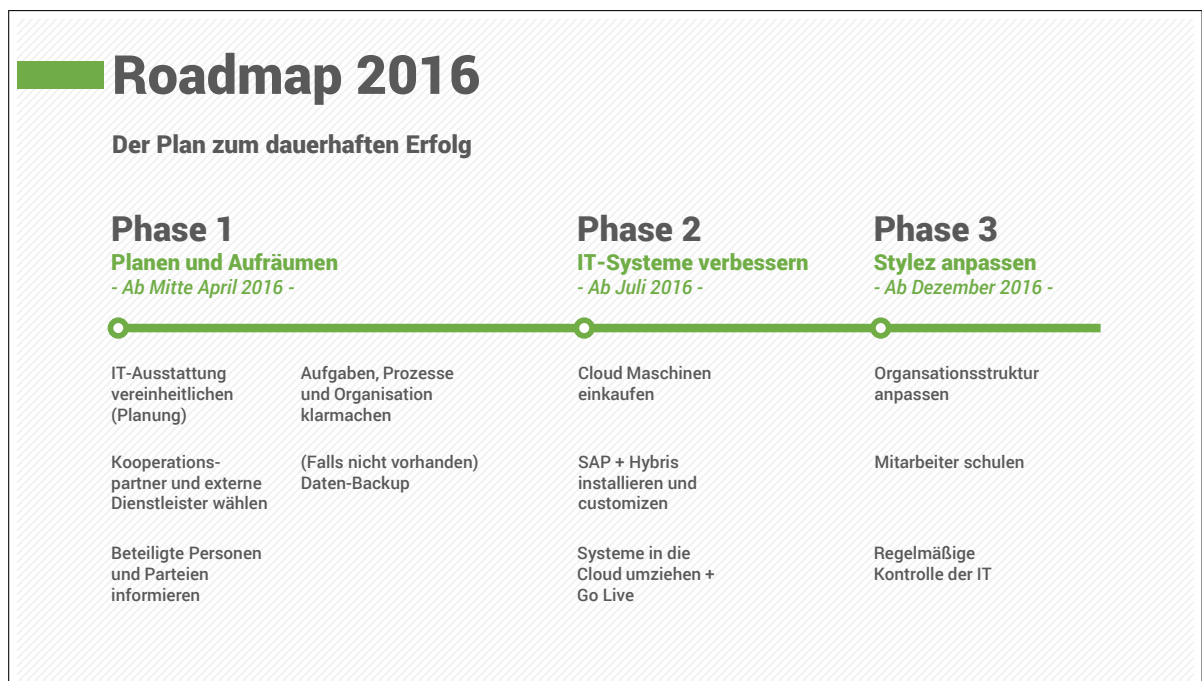 Roadmap 2016
Der Plan zum dauerhaften Erfolg
Phase 1
Planen und Aufräumen
- Ab Mitte April 2016 -
IT-Ausstattung
vereinheitlichen
(Planung)
Kooperations-
partner und externe
Dienstleister wählen
Beteiligte Personen
und Parteien
informieren
Aufgaben, Prozesse
und Organisation
klarmachen
(Falls nicht vorhanden)
Daten-Backup
Phase 2
IT-Systeme verbessern
- Ab Juli 2016 -
Cloud Maschinen
einkaufen
SAP + Hybris
installieren und
customizen
Systeme in die
Cloud umziehen +
Go Live
Phase 3
Stylez anpassen
- Ab Dezember 2016 -
Organsationsstruktur
anpassen
Mitarbeiter schulen
Regelmäßige
Kontrolle der IT